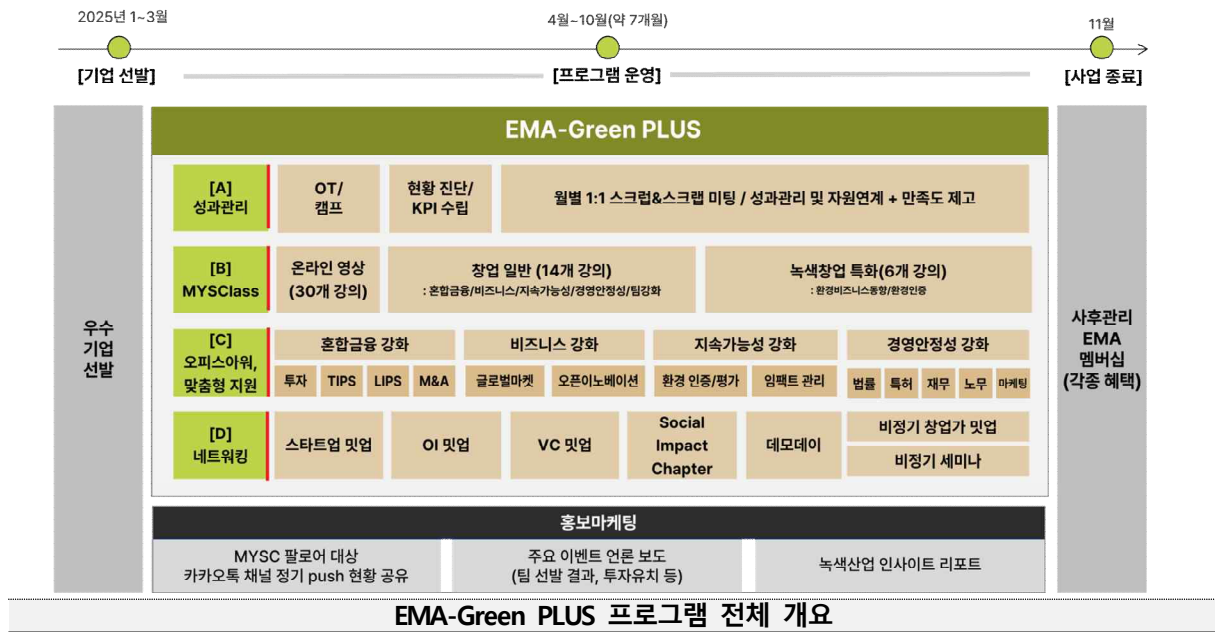 2025년 1~3월
4월~10월(약 7개월)
11월
[기업 선발]
[프로그램 운영]
[사업 종료]
우수
기업
선발
EMA-Green PLUS
[A]
성과관리
OT/
캠프
현황 진단/
KPI 수립
월별 1:1 스크럽&스크랩 미팅 / 성과관리 및 자원연계 + 만족도 제고
[B]
MYSClass
온라인 영상
(30개 강의)
창업 일반 (14개 강의)
: 혼합금융/비즈니스/지속가능성/경영안정성/팀강화
녹색창업 특화(6개 강의)
: 환경비즈니스동향/환경인증
[C]
오피스아워,
맞춤형 지원
혼합금융 강화
투자
TIPS
LIPS
M&A
비즈니스 강화
글로벌마켓
오픈이노베이션
지속가능성 강화
환경 인증/평가
임팩트 관리
경영안정성 강화
법률
특허
재무
노무
마케팅
[D]
네트워킹
스타트업 밋업
OI 밋업
VC 밋업
Social
Impact
Chapter
데모데이
비정기 창업가 밋업
비정기 세미나
사후관리
EMA
멤버십
(각종 혜택)
홍보마케팅
MYSC 팔로어 대상
카카오톡 채널 정기 push 현황 공유
주요 이벤트 언론 보도
(팀 선발 결과, 투자유치 등)
녹색산업 인사이트 리포트
EMA-Green PLUS 프로그램 전체 개요